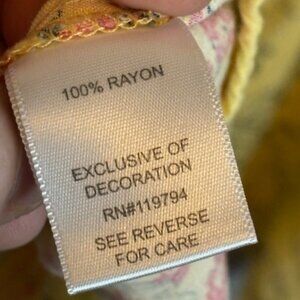 100% RAYON
EXCLUSIVE OF
DECORATION
RN#119794
SEE REVERSE
FOR CARE